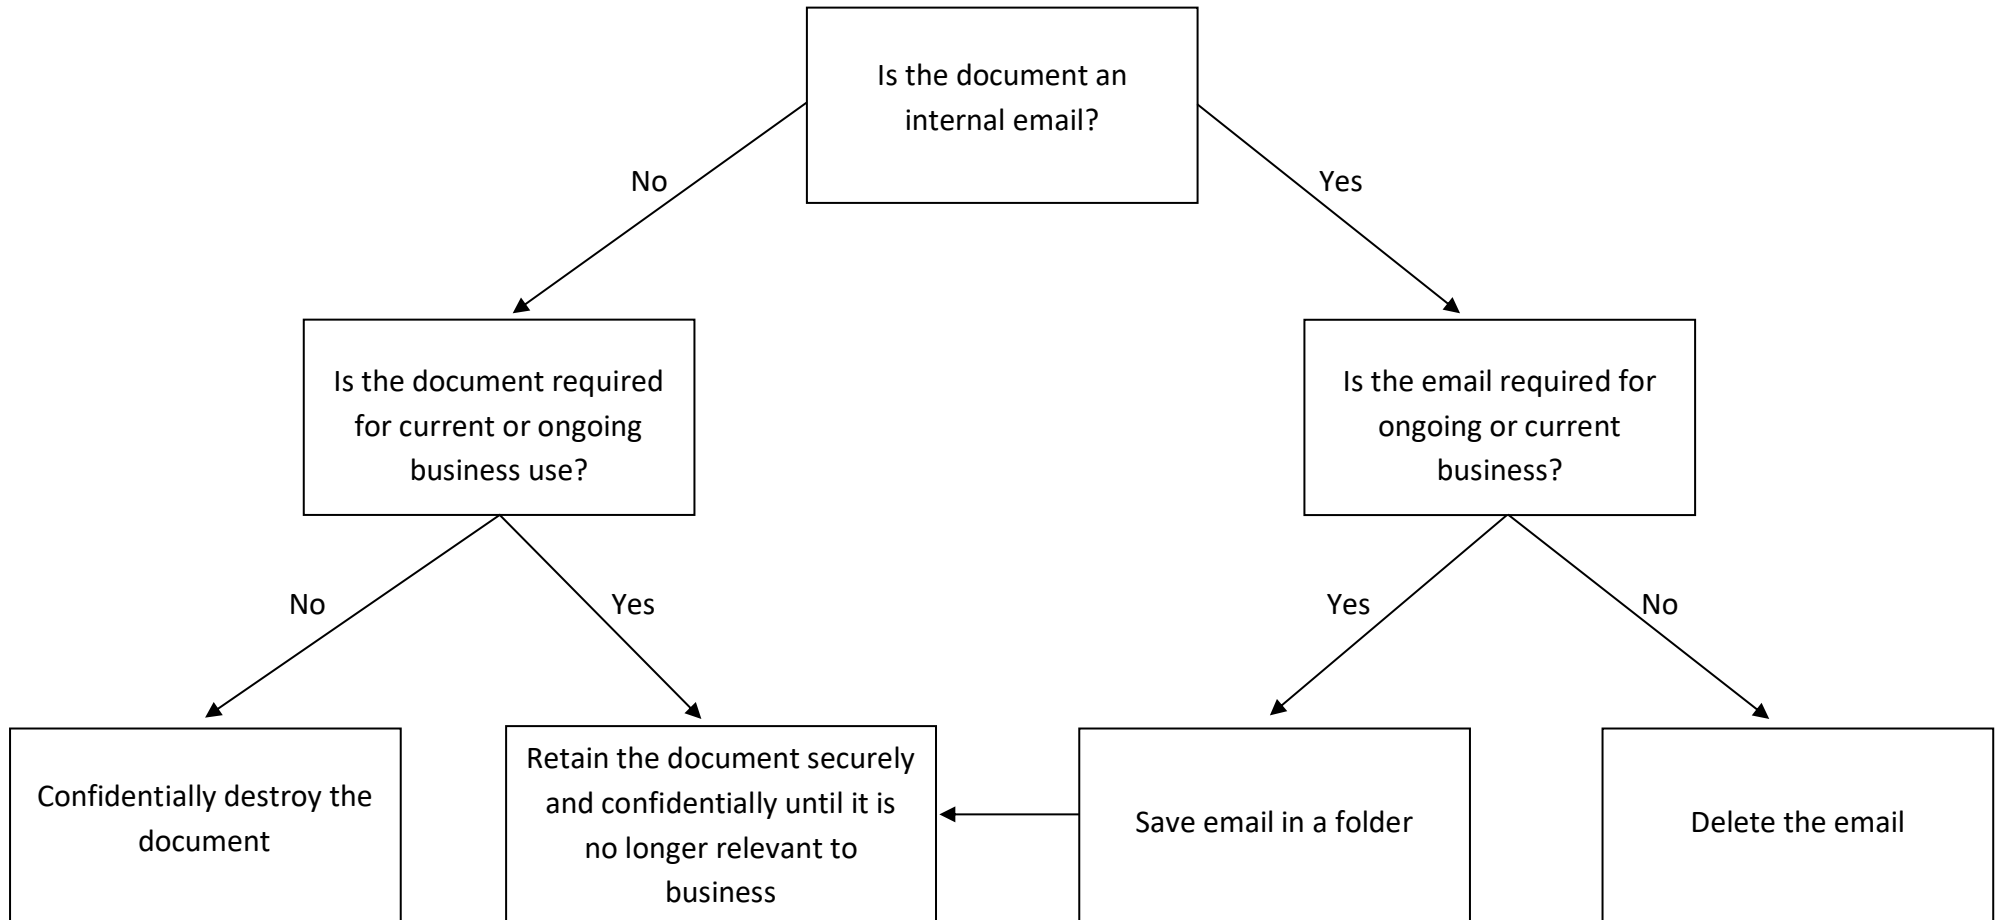 Is the document an
internal email?
No
Yes
Is the document required
for current or ongoing
business use?
Is the email required for
ongoing or current
business?
No
Yes
Yes
No
Confidentially destroy the
document
Retain the document securely
and confidentially until it is
no longer relevant to
business
Save email in a folder
Delete the email